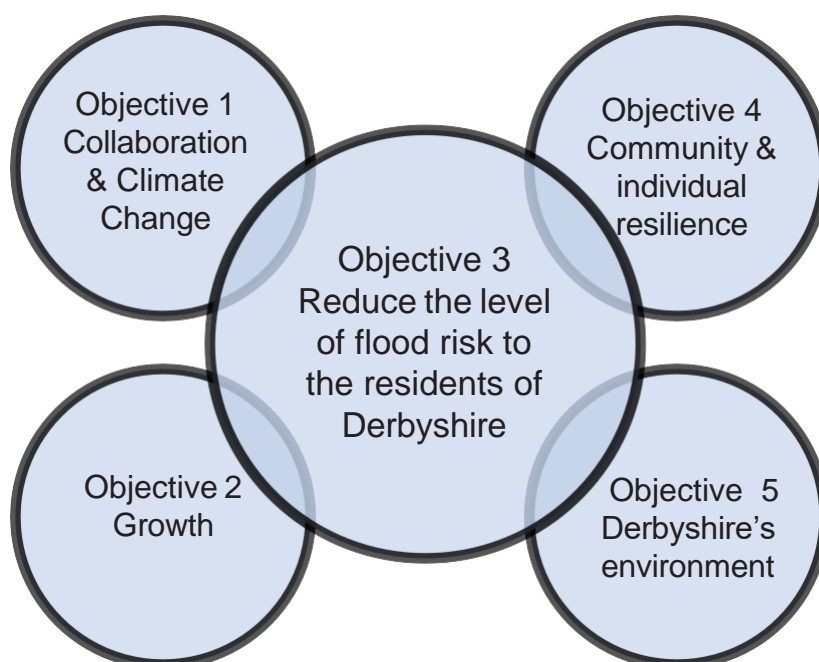 Objective 1
Collaboration
& Climate
Change
Objective 4
Community &
individual
resilience
Objective 3
Reduce the level
of flood risk to
the residents of
Derbyshire
Objective 2
Growth
Objective 5
Derbyshire’s
environment